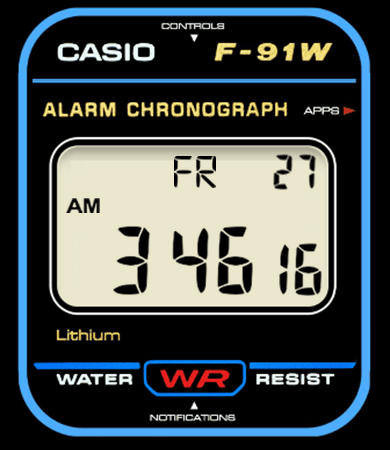 CONTROLS
CASIO F-91W
ALARM CHRONOGRAPH APPS
FR 27
AM
3 46 16
Lithium
WATER WR RESIST
NOTIFICATIONS